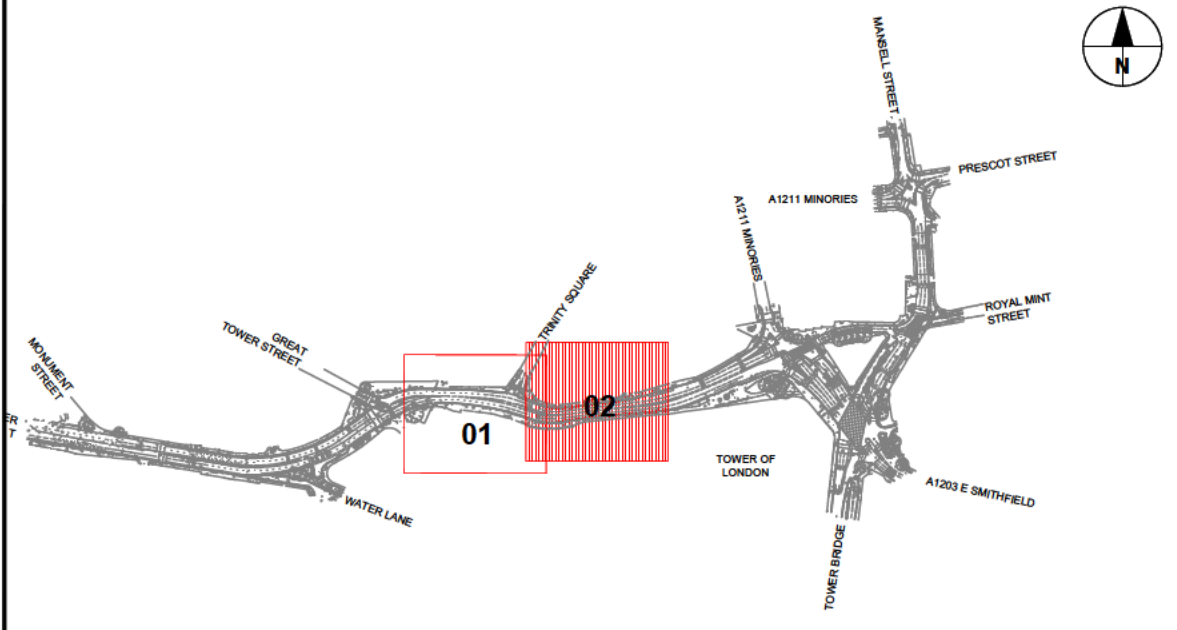 MANSELL STREET
N
PRESCOT STREET
A1211 MINORIES
A1211 MINORIES
TRINITY SQUARE
ROYAL MINT
STREET
GREAT
TOWER STREET
MONUMENT
STREET
ER
T
01
02
TOWER OF
LONDON
WATER LANE
A1203 E SMITHFIELD
TOWER BRIDGE